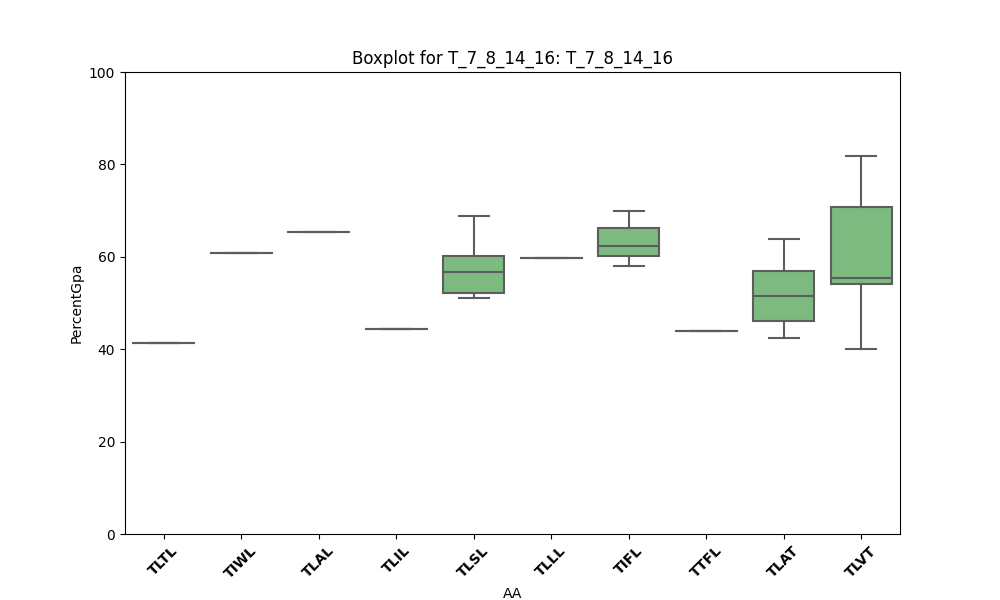 Boxplot for T_7_8_14_16: T_7_8_14_16
100
80
60
40
20
0
PercentGpa
TLTL
TIWL
TLAL
TLIL
TLSL
TLLL
TIFL
TTFL
TLAT
TLVT
AA